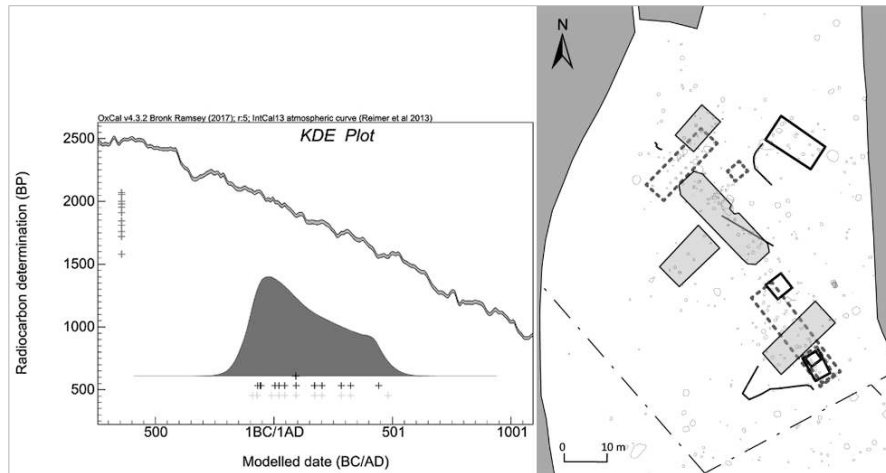 OxCal v4.3.2 Bronk Ramsey (2017); r:5; IntCal13 atmospheric curve (Reimer et al 2013)
KDE Plot
Radiocarbon determination (BP)
2500
2000
1500
1000
500
500
1BC/1AD
501
1001
Modelled date (BC/AD)
N
0
10 m